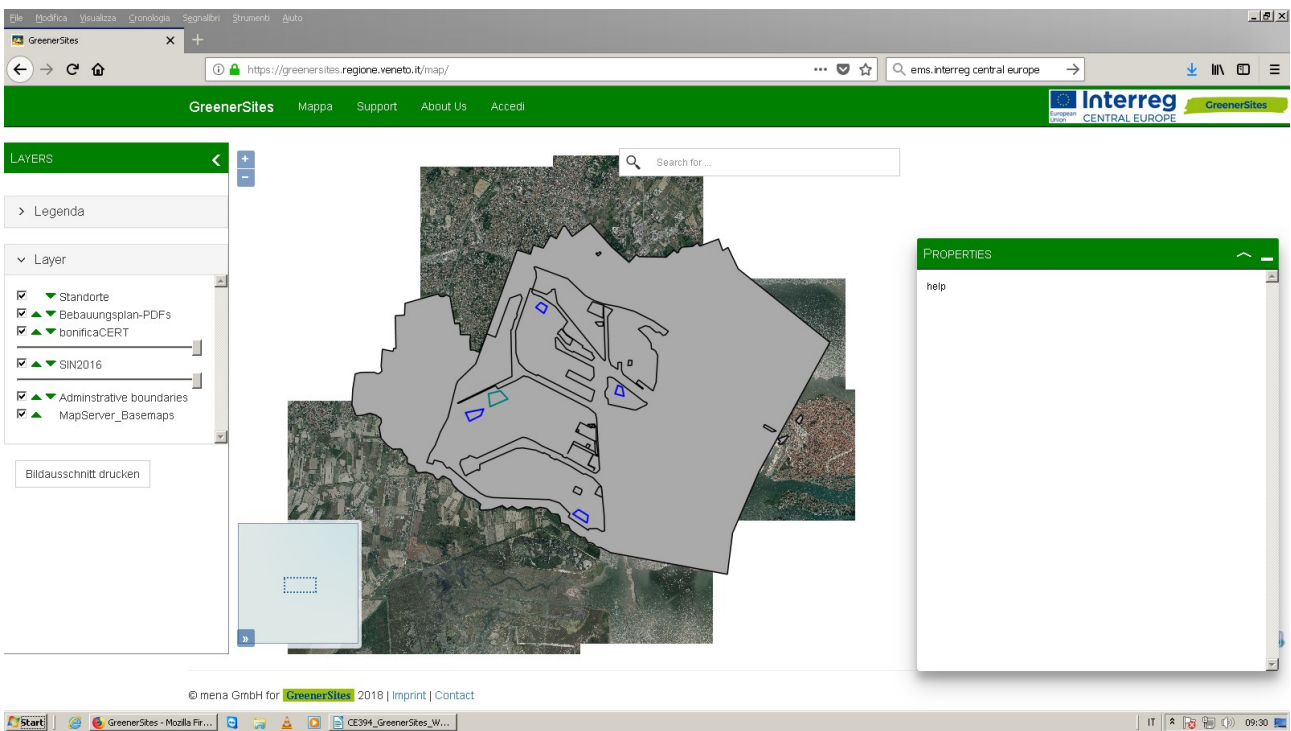 File Modifica Visualizza Cronologia Segnalibri Strumenti Aiuto
GreenerSites
https://greenersites.regione.veneto.it/map/
ems.interreg central europe
GreenerSites Mappa Support About Us Accedi
European Union
Interreg
CENTRAL EUROPE
GreenerSites
LAYERS
Search for ...
Legenda
Layer
Standorte
Bebauungsplan-PDFs
bonificaCERT
SIN2016
Adminstrative boundaries
MapServer_Basemaps
Bildausschnitt drucken
PROPERTIES
help
© mena GmbH for GreenerSites 2018 | Imprint | Contact
Start GreenerSites - Mozilla Fir... CE394_GreenerSites_W... IT 09:30